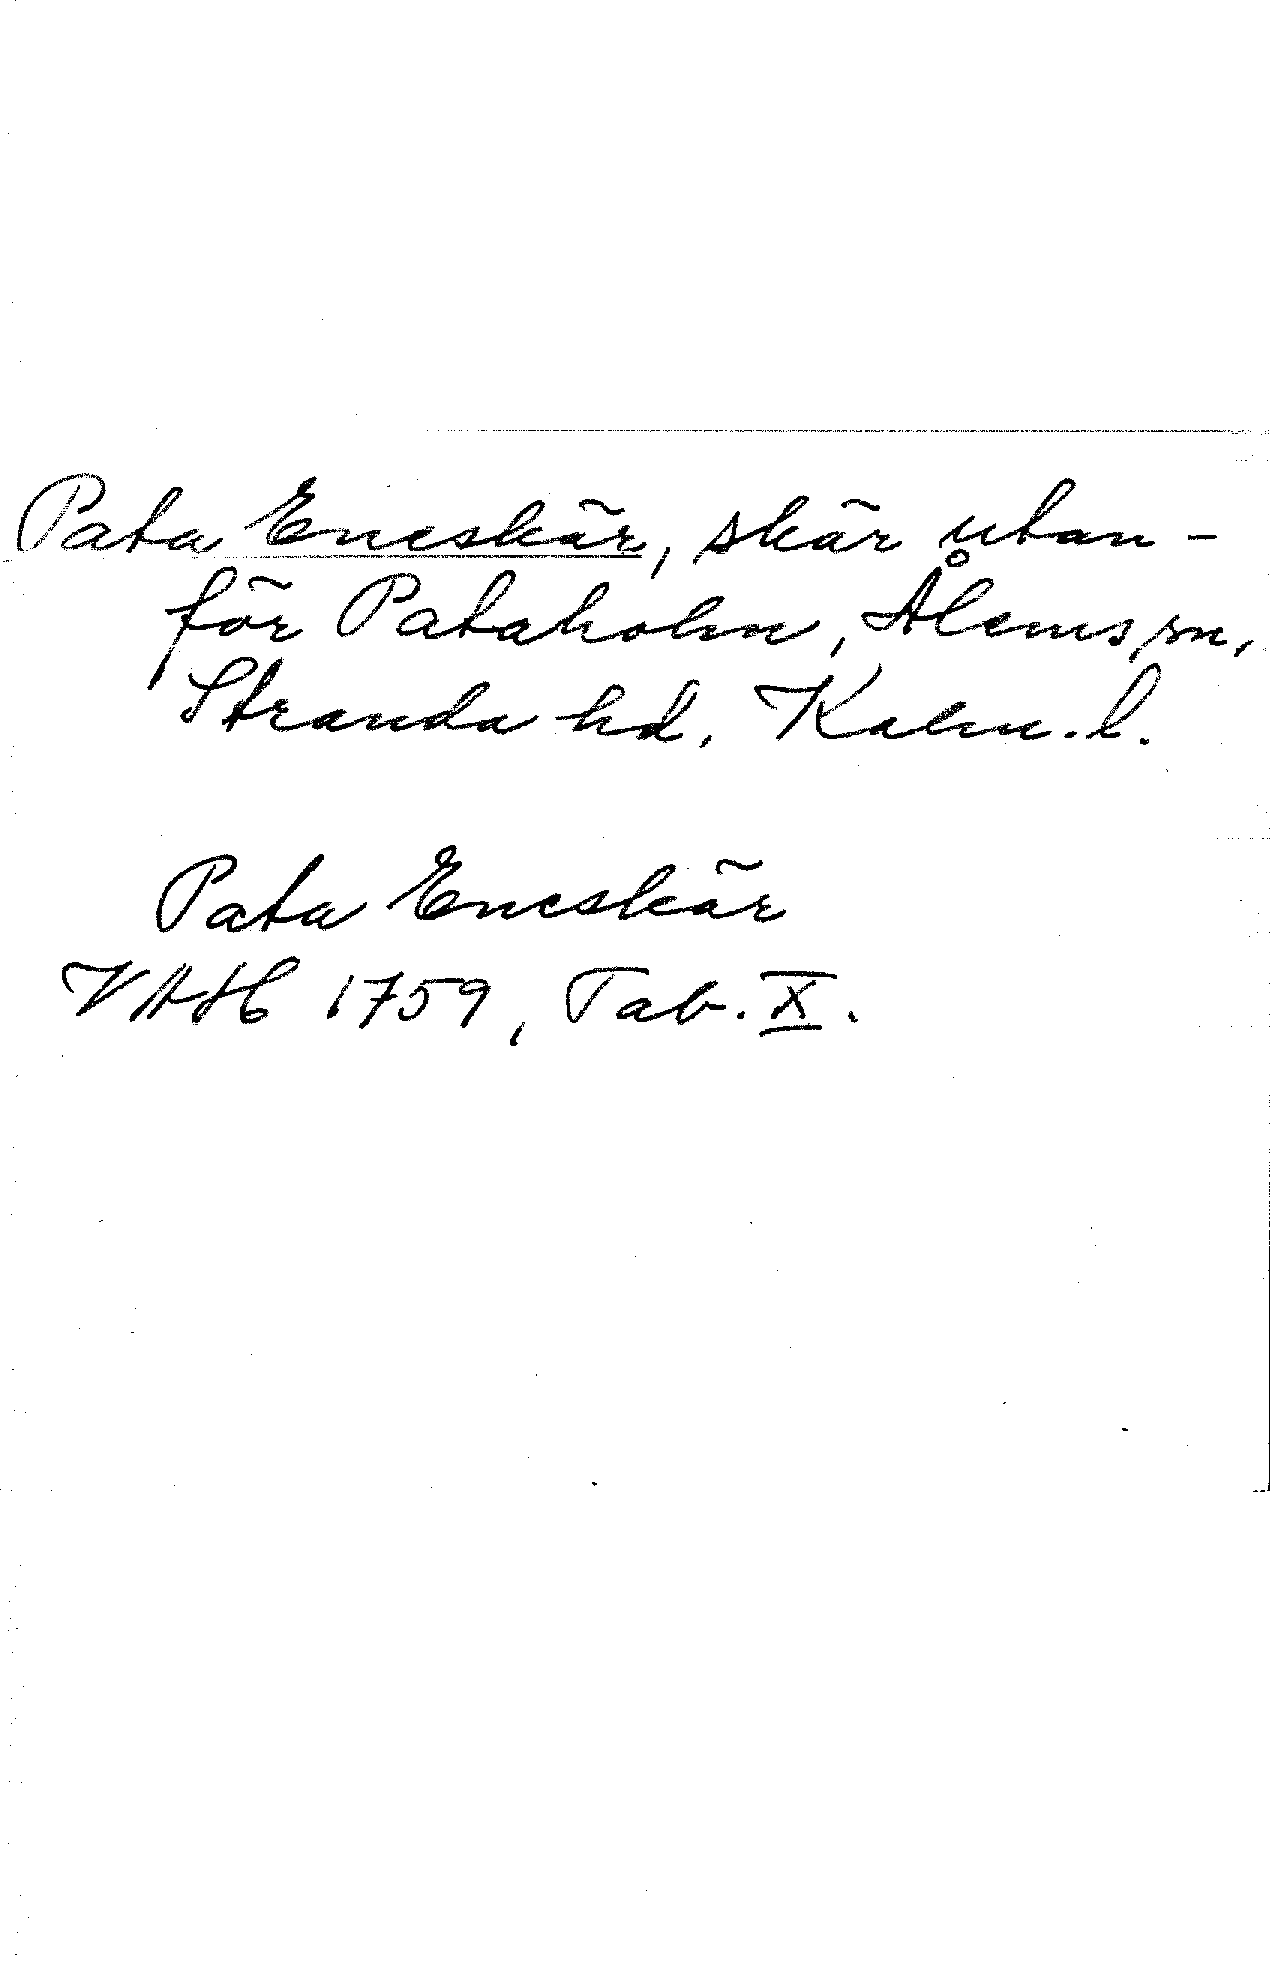 Pata Eneskär, skär utan-
för Pataholm, Ålems sn,
Stranda hd, Kalm. l.
Pata Eneskär
VAH 1759, Tab. X.